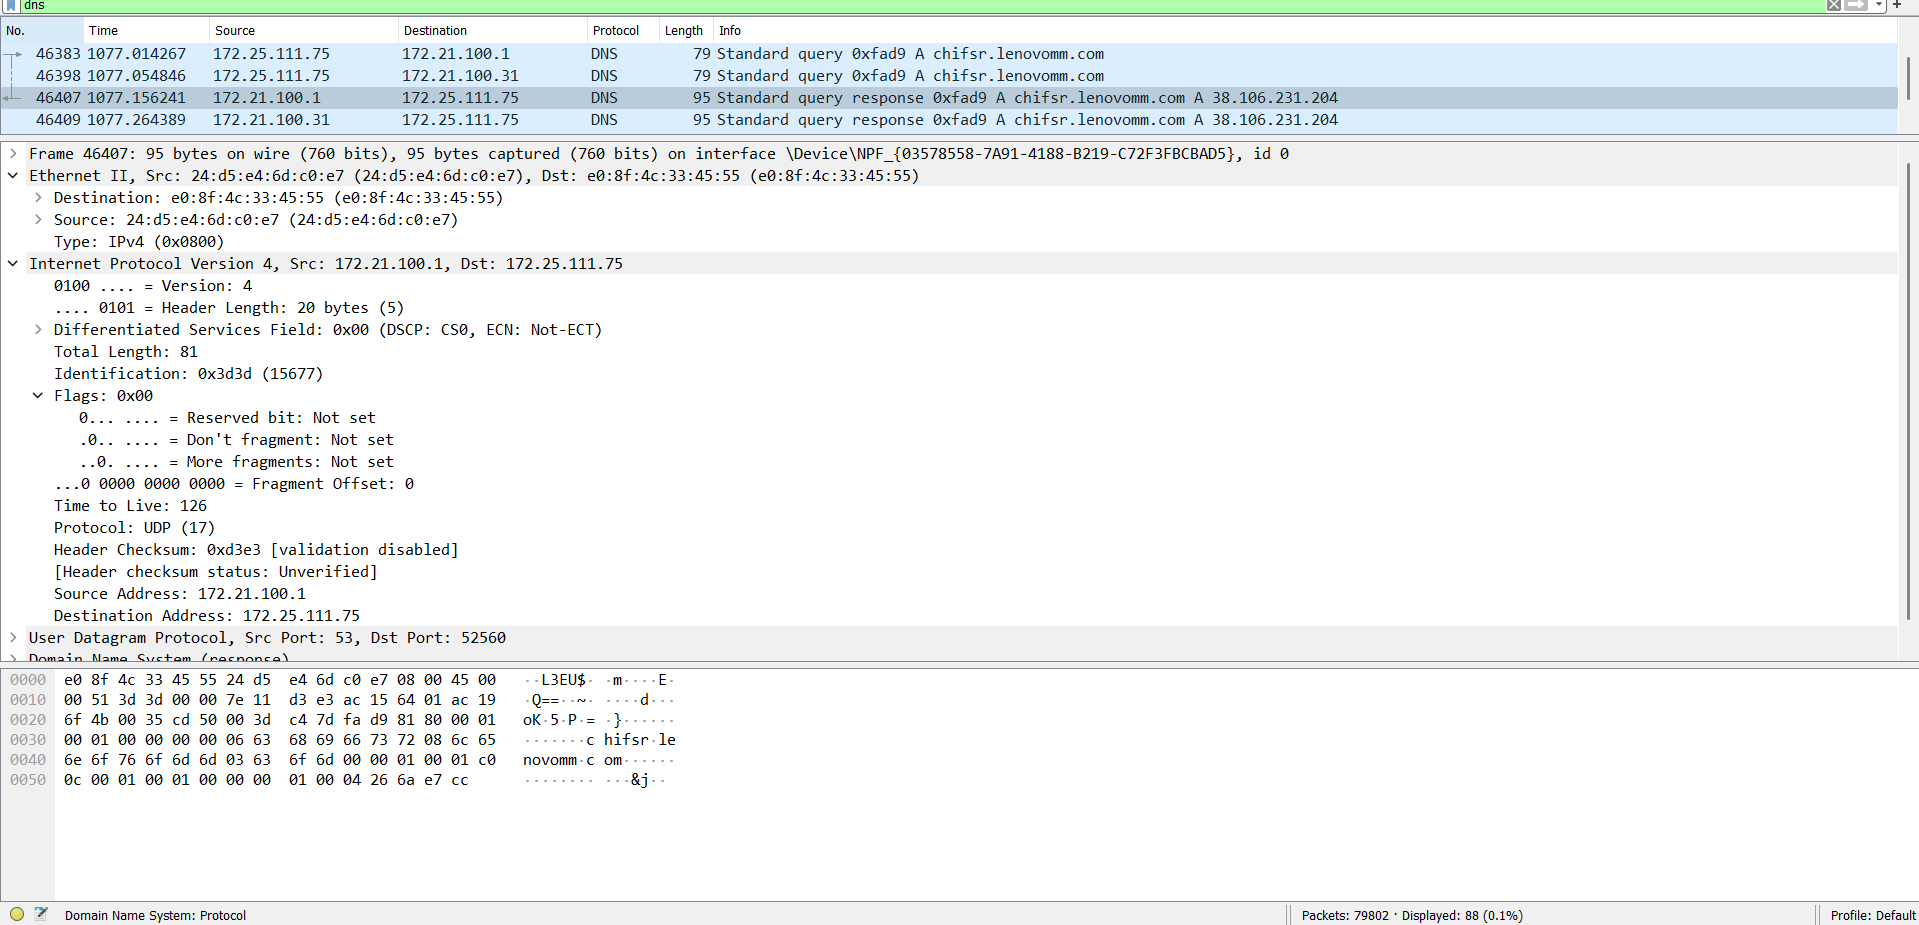 dns
No. Time Source Destination Protocol Length Info
46383 1077.014267 172.25.111.75 172.21.100.1 DNS 79 Standard query 0xfad9 A chifsr.lenovomm.com
46398 1077.054846 172.25.111.75 172.21.100.31 DNS 79 Standard query 0xfad9 A chifsr.lenovomm.com
46407 1077.156241 172.21.100.1 172.25.111.75 DNS 95 Standard query response 0xfad9 A chifsr.lenovomm.com A 38.106.231.204
46409 1077.264389 172.21.100.31 172.25.111.75 DNS 95 Standard query response 0xfad9 A chifsr.lenovomm.com A 38.106.231.204
Frame 46407: 95 bytes on wire (760 bits), 95 bytes captured (760 bits) on interface \Device\NPF_{03578558-7A91-4188-B219-C72F3FBCBAD5}, id 0
Ethernet II, Src: 24:d5:e4:6d:c0:e7 (24:d5:e4:6d:c0:e7), Dst: e0:8f:4c:33:45:55 (e0:8f:4c:33:45:55)
Destination: e0:8f:4c:33:45:55 (e0:8f:4c:33:45:55)
Source: 24:d5:e4:6d:c0:e7 (24:d5:e4:6d:c0:e7)
Type: IPv4 (0x0800)
Internet Protocol Version 4, Src: 172.21.100.1, Dst: 172.25.111.75
0100 .... = Version: 4
.... 0101 = Header Length: 20 bytes (5)
Differentiated Services Field: 0x00 (DSCP: CS0, ECN: Not-ECT)
Total Length: 81
Identification: 0x3d3d (15677)
Flags: 0x00
0... .... = Reserved bit: Not set
.0.. .... = Don't fragment: Not set
..0. .... = More fragments: Not set
...0 0000 0000 0000 = Fragment Offset: 0
Time to Live: 126
Protocol: UDP (17)
Header Checksum: 0xd3e3 [validation disabled]
[Header checksum status: Unverified]
Source Address: 172.21.100.1
Destination Address: 172.25.111.75
User Datagram Protocol, Src Port: 53, Dst Port: 52560
Domain Name System (response)
0000 e0 8f 4c 33 45 55 24 d5 e4 6d c0 e7 08 00 45 00 ··L3EU$· ·m····E·
0010 00 51 3d 3d 00 00 7e 11 d3 e3 ac 15 64 01 ac 19 ·Q==··~· ····d···
0020 6f 4b 00 35 cd 50 00 3d c4 7d fa d9 81 80 00 01 oK·5·P·= ·}······
0030 00 01 00 00 00 00 06 63 68 69 66 73 72 08 6c 65 ·······c hifsr·le
0040 6e 6f 76 6f 6d 6d 03 63 6f 6d 00 00 01 00 01 c0 novomm·c om······
0050 0c 00 01 00 01 00 00 00 01 00 04 26 6a e7 cc ········ ···&j··
Domain Name System: Protocol
Packets: 79802 · Displayed: 88 (0.1%)
Profile: Default